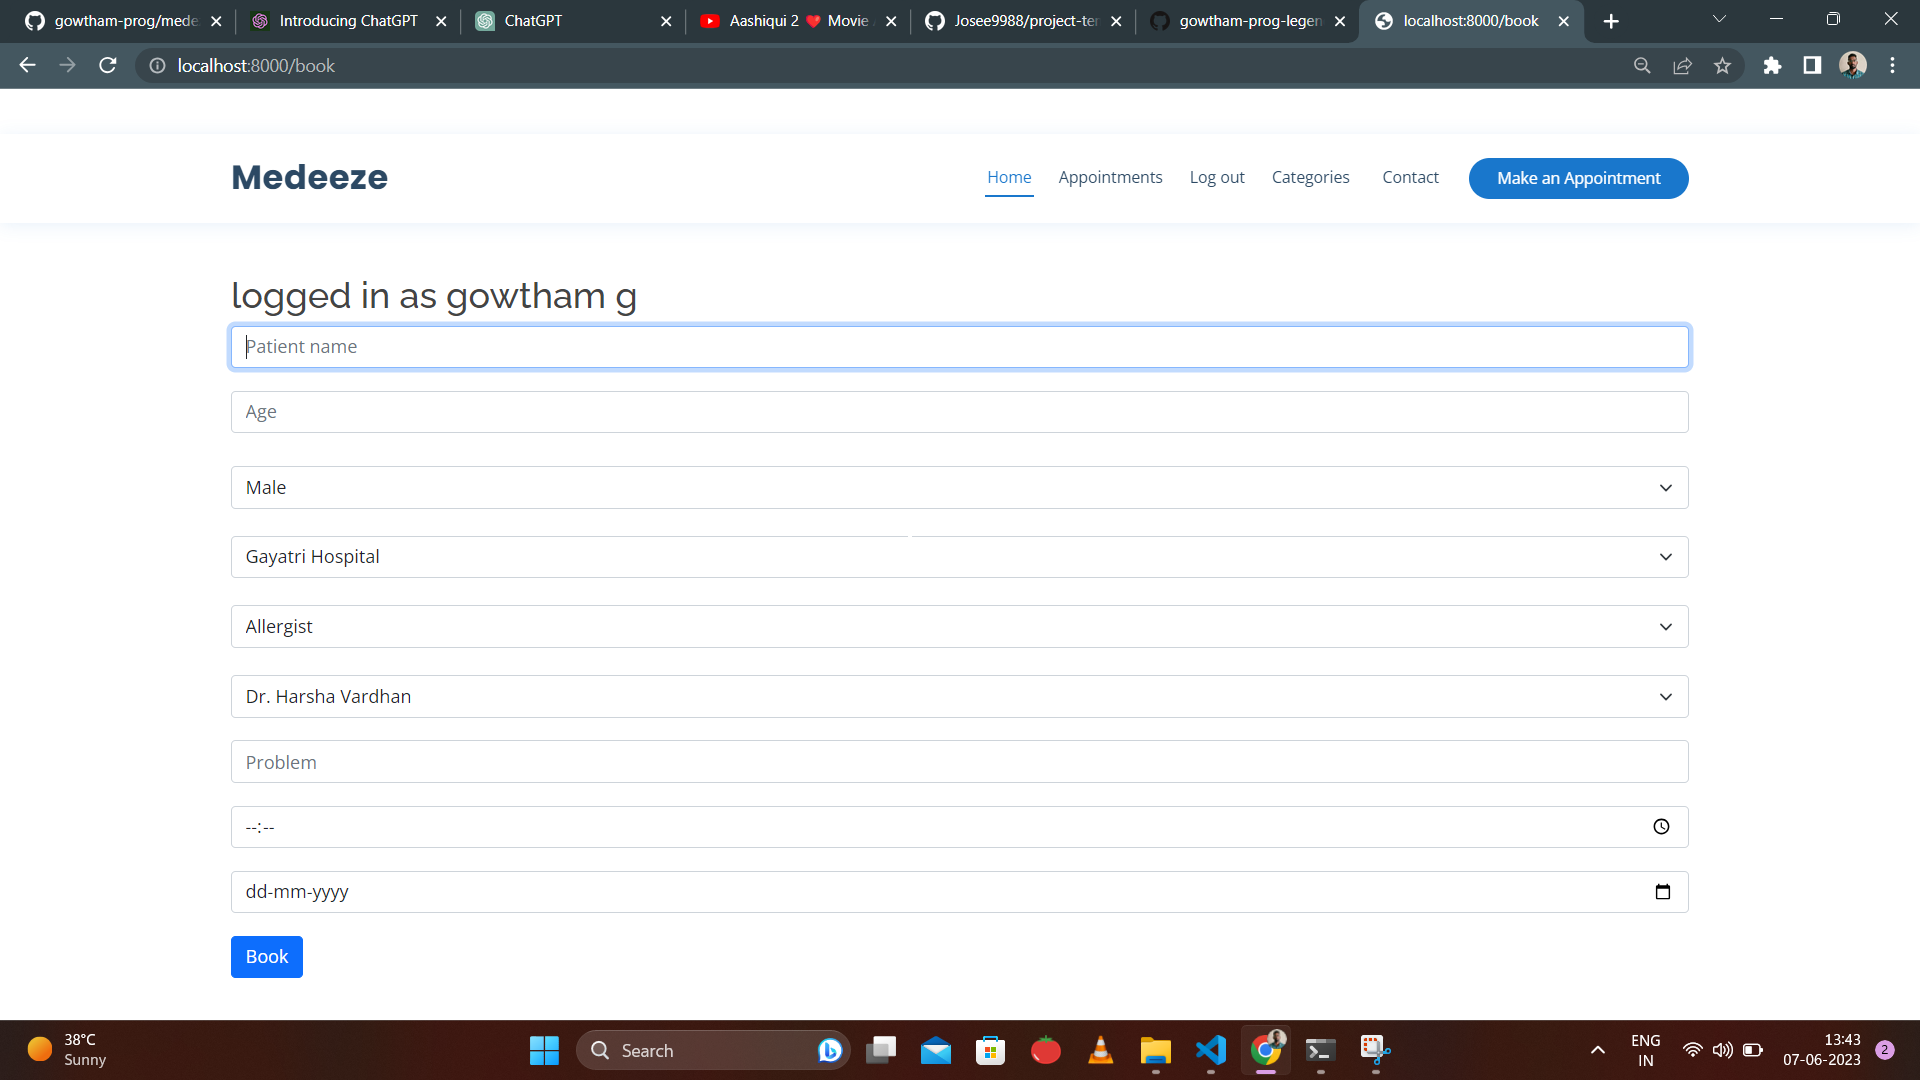 gowtham-prog/mede
Introducing ChatGPT
ChatGPT
Aashiqui 2 ❤️ Movie
Josee9988/project-ter
gowtham-prog-legen
localhost:8000/book
localhost:8000/book
Medeeze
Home
Appointments
Log out
Categories
Contact
Make an Appointment
logged in as gowtham g
Patient name
Age
Male
Gayatri Hospital
Allergist
Dr. Harsha Vardhan
Problem
--:--
dd-mm-yyyy
Book
38°C
Sunny
Search
ENG
IN
13:43
07-06-2023
2